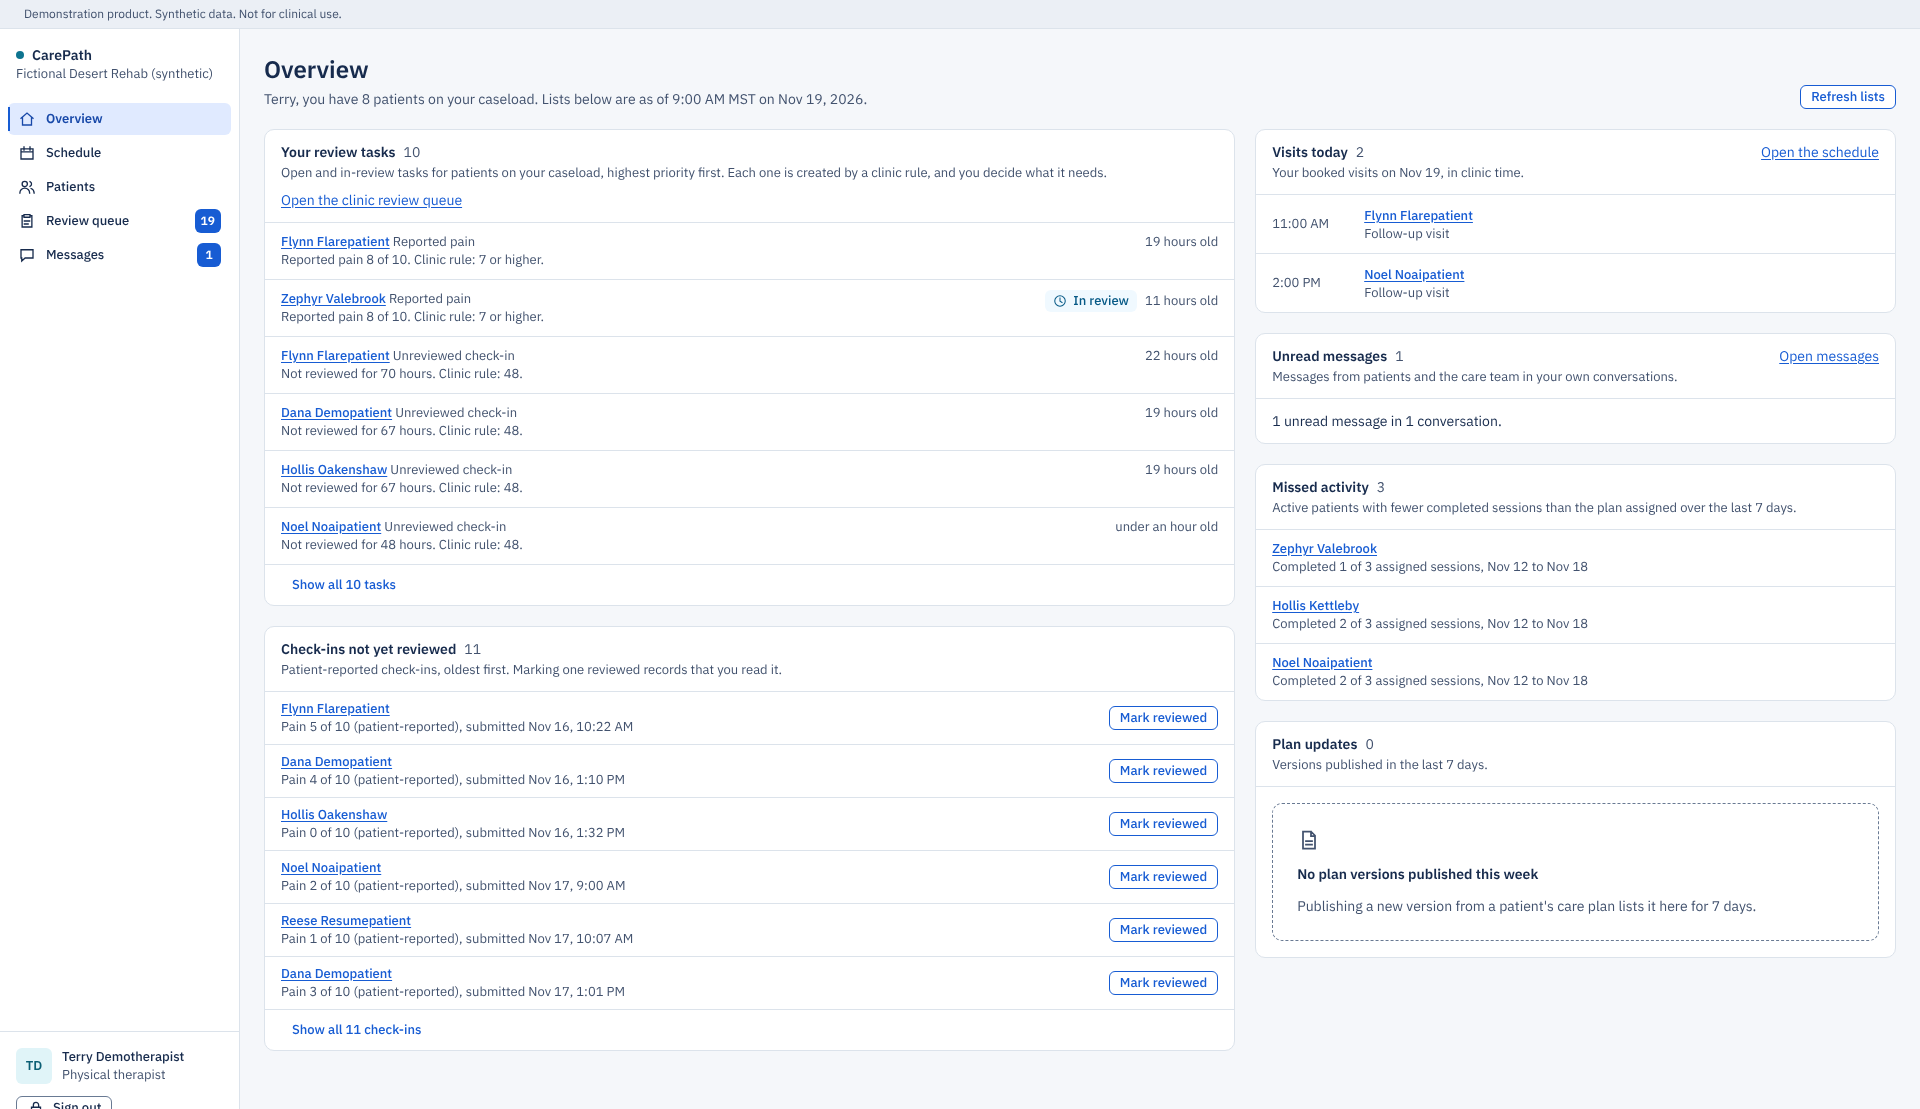 Demonstration product. Synthetic data. Not for clinical use.
CarePath
Fictional Desert Rehab (synthetic)
Overview
Schedule
Patients
Review queue 19
Messages 1
Terry Demotherapist
TD
Physical therapist
Sign out
Overview
Terry, you have 8 patients on your caseload. Lists below are as of 9:00 AM MST on Nov 19, 2026.
Refresh lists
Your review tasks 10
Open and in-review tasks for patients on your caseload, highest priority first. Each one is created by a clinic rule, and you decide what it needs.
Open the clinic review queue
Flynn Flarepatient Reported pain 19 hours old
Reported pain 8 of 10. Clinic rule: 7 or higher.
Zephyr Valebrook Reported pain In review 11 hours old
Reported pain 8 of 10. Clinic rule: 7 or higher.
Flynn Flarepatient Unreviewed check-in 22 hours old
Not reviewed for 70 hours. Clinic rule: 48.
Dana Demopatient Unreviewed check-in 19 hours old
Not reviewed for 67 hours. Clinic rule: 48.
Hollis Oakenshaw Unreviewed check-in 19 hours old
Not reviewed for 67 hours. Clinic rule: 48.
Noel Noaipatient Unreviewed check-in under an hour old
Not reviewed for 48 hours. Clinic rule: 48.
Show all 10 tasks
Check-ins not yet reviewed 11
Patient-reported check-ins, oldest first. Marking one reviewed records that you read it.
Flynn Flarepatient
Pain 5 of 10 (patient-reported), submitted Nov 16, 10:22 AM
Mark reviewed
Dana Demopatient
Pain 4 of 10 (patient-reported), submitted Nov 16, 1:10 PM
Mark reviewed
Hollis Oakenshaw
Pain 0 of 10 (patient-reported), submitted Nov 16, 1:32 PM
Mark reviewed
Noel Noaipatient
Pain 2 of 10 (patient-reported), submitted Nov 17, 9:00 AM
Mark reviewed
Reese Resumepatient
Pain 1 of 10 (patient-reported), submitted Nov 17, 10:07 AM
Mark reviewed
Dana Demopatient
Pain 3 of 10 (patient-reported), submitted Nov 17, 1:01 PM
Mark reviewed
Show all 11 check-ins
Visits today 2 Open the schedule
Your booked visits on Nov 19, in clinic time.
11:00 AM Flynn Flarepatient
Follow-up visit
2:00 PM Noel Noaipatient
Follow-up visit
Unread messages 1 Open messages
Messages from patients and the care team in your own conversations.
1 unread message in 1 conversation.
Missed activity 3
Active patients with fewer completed sessions than the plan assigned over the last 7 days.
Zephyr Valebrook
Completed 1 of 3 assigned sessions, Nov 12 to Nov 18
Hollis Kettleby
Completed 2 of 3 assigned sessions, Nov 12 to Nov 18
Noel Noaipatient
Completed 2 of 3 assigned sessions, Nov 12 to Nov 18
Plan updates 0
Versions published in the last 7 days.
No plan versions published this week
Publishing a new version from a patient's care plan lists it here for 7 days.